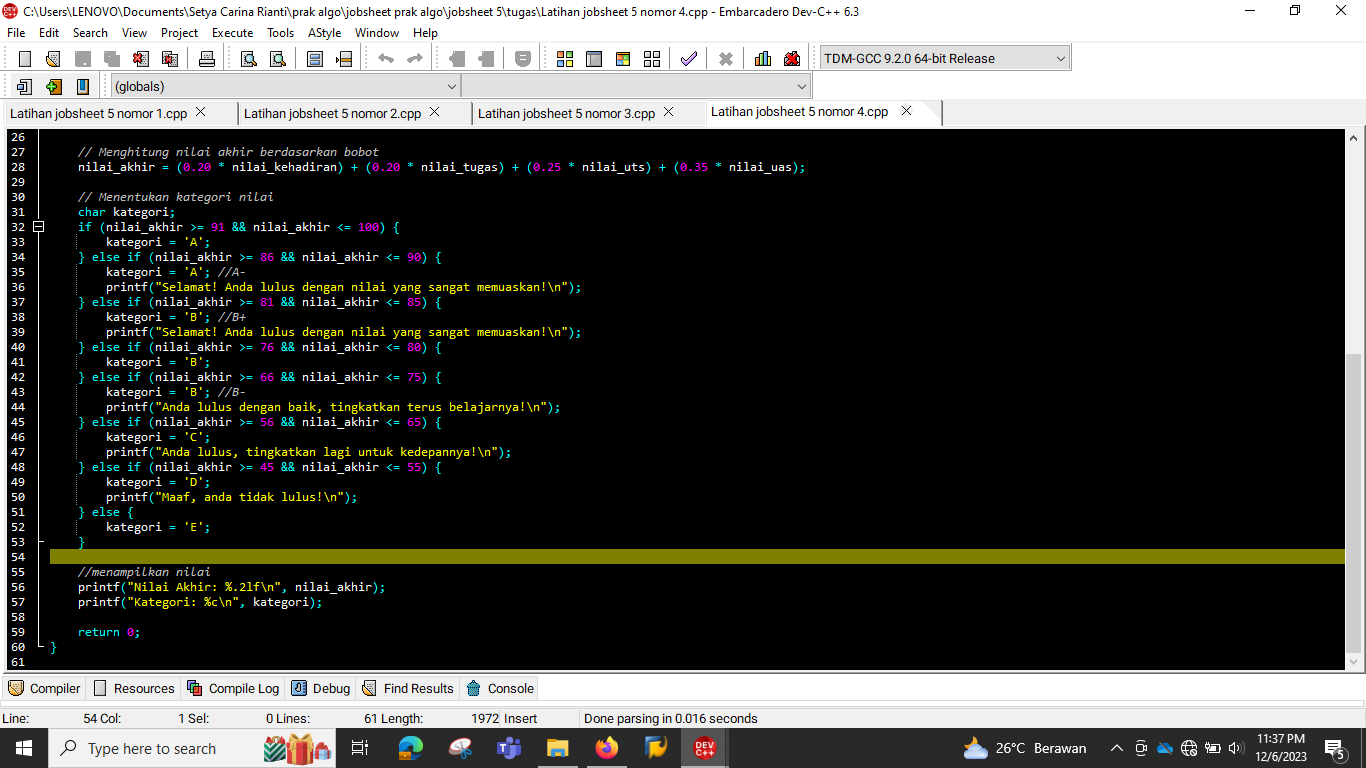 C:\Users\LENOVO\Documents\Setya Carina Rianti\prak algo\jobsheet prak algo\jobsheet 5\tugas\Latihan jobsheet 5 nomor 4.cpp - Embarcadero Dev-C++ 6.3
File Edit Search View Project Execute Tools AStyle Window Help
TDM-GCC 9.2.0 64-bit Release
(globals)
Latihan jobsheet 5 nomor 1.cpp Latihan jobsheet 5 nomor 2.cpp Latihan jobsheet 5 nomor 3.cpp Latihan jobsheet 5 nomor 4.cpp
26
27 // Menghitung nilai akhir berdasarkan bobot
28 nilai_akhir = (0.20 * nilai_kehadiran) + (0.20 * nilai_tugas) + (0.25 * nilai_uts) + (0.35 * nilai_uas);
29
30 // Menentukan kategori nilai
31 char kategori;
32 if (nilai_akhir >= 91 && nilai_akhir <= 100) {
33 kategori = 'A';
34 } else if (nilai_akhir >= 86 && nilai_akhir <= 90) {
35 kategori = 'A'; //A-
36 printf("Selamat! Anda lulus dengan nilai yang sangat memuaskan!\n");
37 } else if (nilai_akhir >= 81 && nilai_akhir <= 85) {
38 kategori = 'B'; //B+
39 printf("Selamat! Anda lulus dengan nilai yang sangat memuaskan!\n");
40 } else if (nilai_akhir >= 76 && nilai_akhir <= 80) {
41 kategori = 'B';
42 } else if (nilai_akhir >= 66 && nilai_akhir <= 75) {
43 kategori = 'B'; //B-
44 printf("Anda lulus dengan baik, tingkatkan terus belajarnya!\n");
45 } else if (nilai_akhir >= 56 && nilai_akhir <= 65) {
46 kategori = 'C';
47 printf("Anda lulus, tingkatkan lagi untuk kedepannya!\n");
48 } else if (nilai_akhir >= 45 && nilai_akhir <= 55) {
49 kategori = 'D';
50 printf("Maaf, anda tidak lulus!\n");
51 } else {
52 kategori = 'E';
53 }
54
55 //menampilkan nilai
56 printf("Nilai Akhir: %.2lf\n", nilai_akhir);
57 printf("Kategori: %c\n", kategori);
58
59 return 0;
60 }
61
Compiler Resources Compile Log Debug Find Results Console
Line: 54 Col: 1 Sel: 0 Lines: 61 Length: 1972 Insert Done parsing in 0.016 seconds
Type here to search DEV C++ 26°C Berawan 11:37 PM
12/6/2023 5